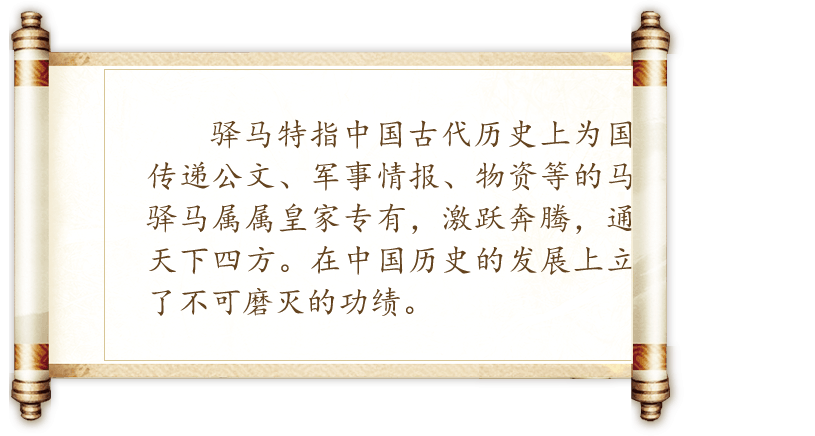 驿马特指中国古代历史上为国
传递公文、军事情报、物资等的马
驿马属属皇家专有，激跃奔腾，通
天下四方。在中国历史的发展上立
了不可磨灭的功绩。